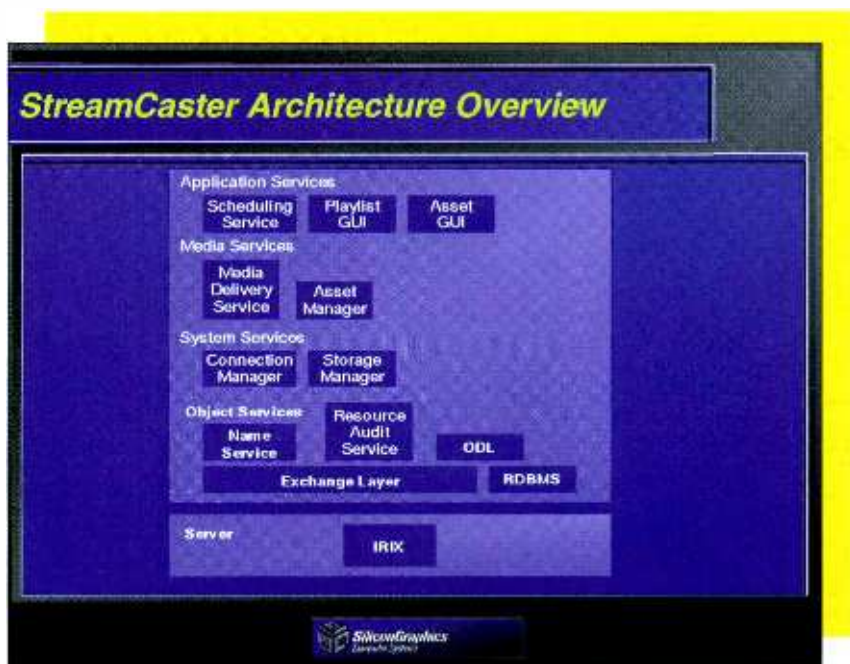 StreamCaster Architecture Overview
Application Services
Scheduling Service
Playlist GUI
Asset GUI
Media Services
Media Delivery Service
Asset Manager
System Services
Connection Manager
Storage Manager
Object Services
Name Service
Resource Audit Service
ODL
Exchange Layer
RDBMS
Server
IRIX
SiliconGraphics
Computer Systems